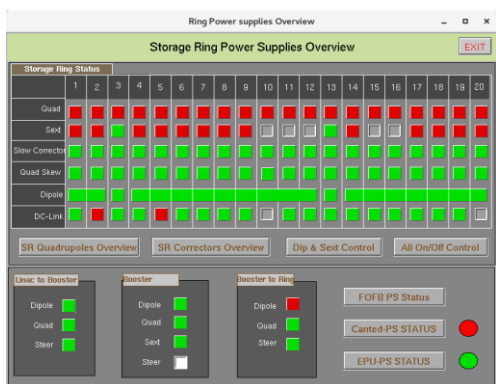 Ring Power supplies Overview
Storage Ring Power Supplies Overview
EXIT
Storage Ring Status
1 2 3 4 5 6 7 8 9 10 11 12 13 14 15 16 17 18 19 20
Quad
Sext
Slow Corrector
Quad Skew
Dipole
DC-Link
SR Quadrupoles Overview
SR Correctors Overview
Dip & Sext Control
All On/Off Control
Linac to Booster
Dipole
Quad
Steer
Booster
Dipole
Quad
Sext
Steer
Booster to Ring
Dipole
Quad
Steer
FOFB PS Status
Canted-PS STATUS
EPU-PS STATUS